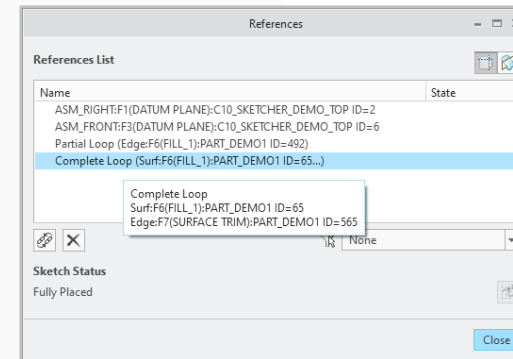 References
References List
Name State
ASM_RIGHT:F1(DATUM PLANE):C10_SKETCHER_DEMO_TOP ID=2
ASM_FRONT:F3(DATUM PLANE):C10_SKETCHER_DEMO_TOP ID=6
Partial Loop (Edge:F6(FILL_1):PART_DEMO1 ID=492)
Complete Loop (Surf:F6(FILL_1):PART_DEMO1 ID=65...)
Complete Loop
Surf:F6(FILL_1):PART_DEMO1 ID=65
Edge:F7(SURFACE TRIM):PART_DEMO1 ID=565
None
Sketch Status
Fully Placed
Close